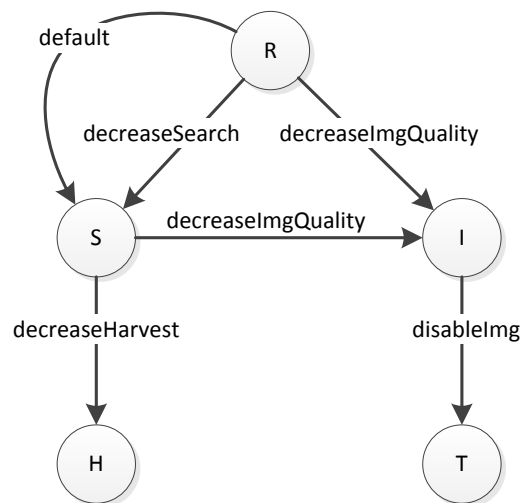 default
R
decreaseSearch
decreaseImgQuality
S
decreaseImgQuality
I
decreaseHarvest
disableImg
H
T